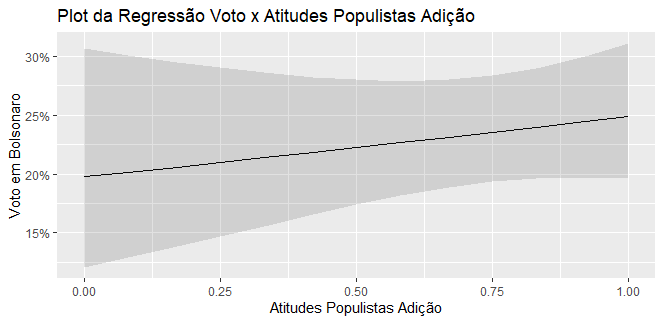 Plot da Regressão Voto x Atitudes Populistas Adição
30%
25%
20%
15%
Voto em Bolsonaro
0.00 0.25 0.50 0.75 1.00
Atitudes Populistas Adição